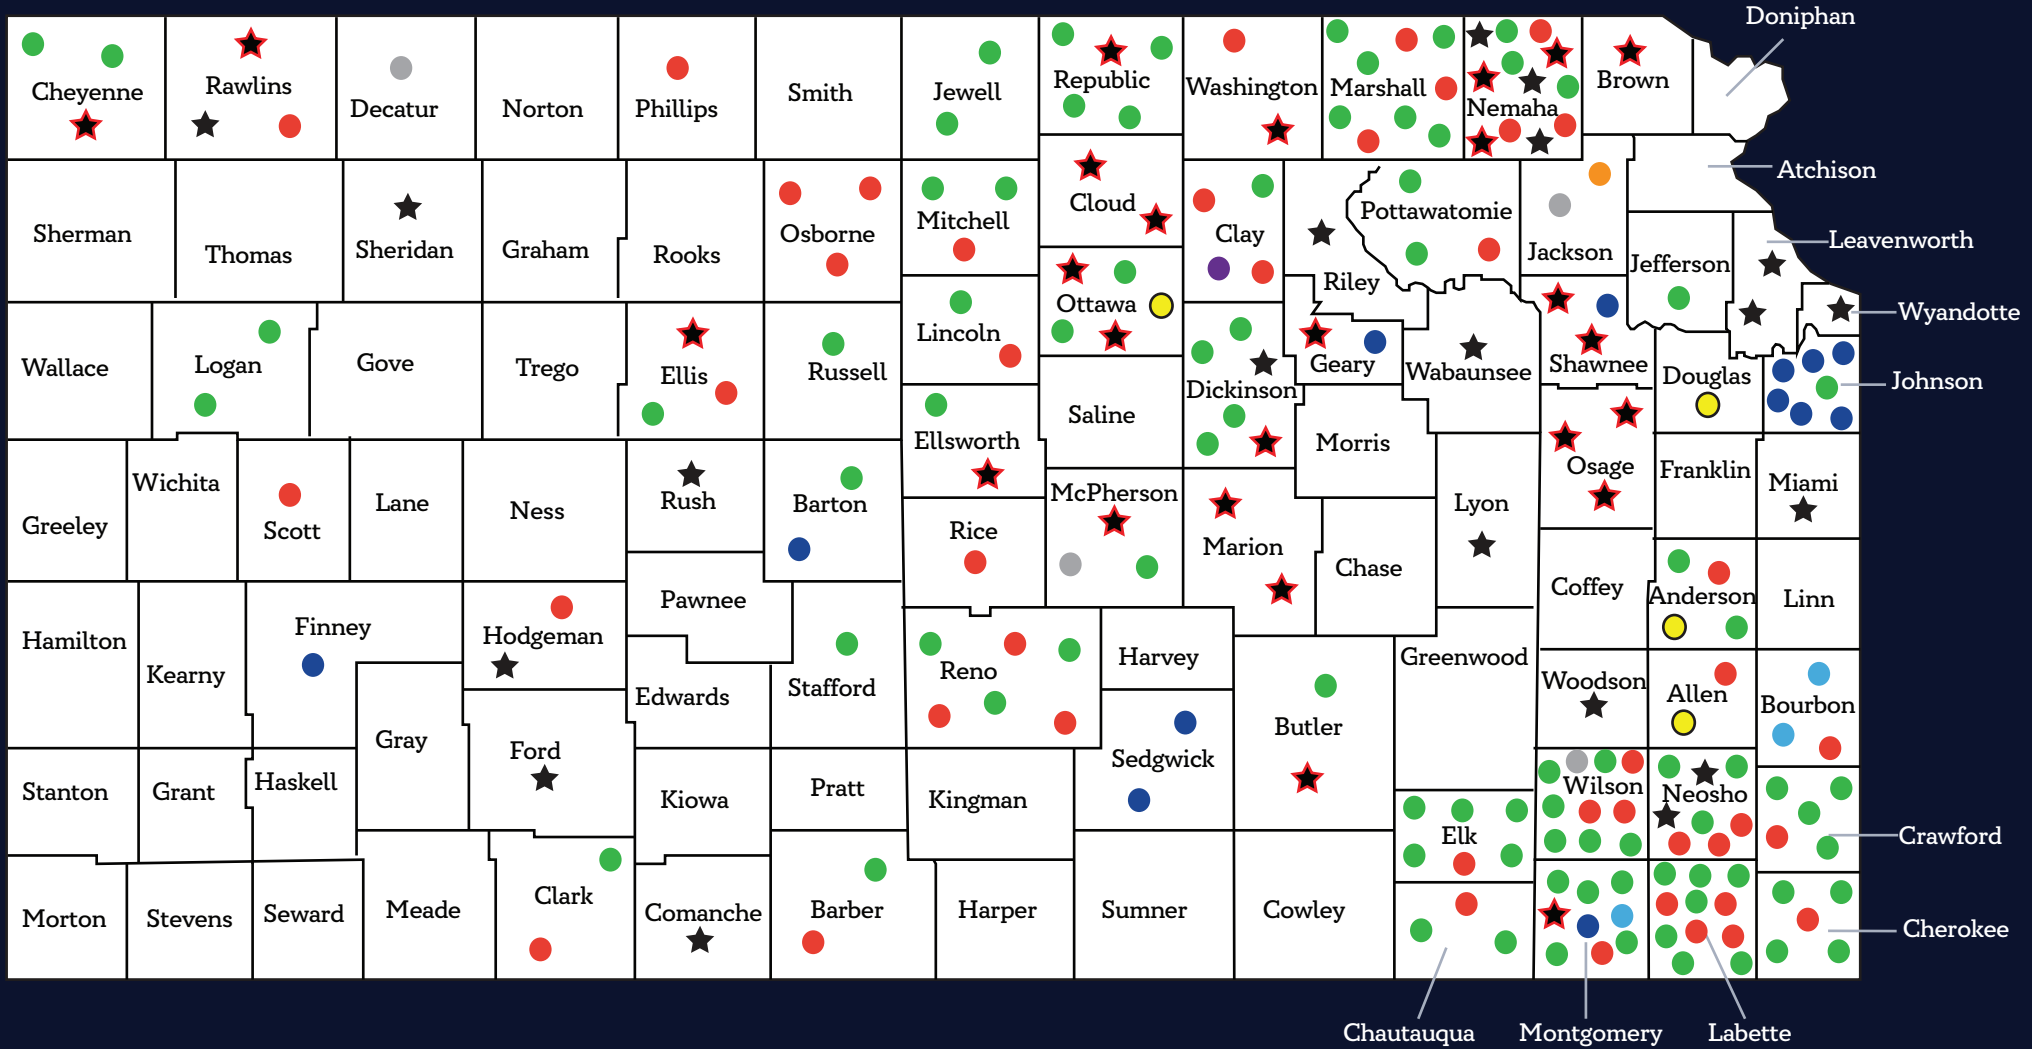 Doniphan
Cheyenne
Rawlins
Decatur
Norton
Phillips
Smith
Jewell
Republic
Washington
Marshall
Nemaha
Brown
Atchison
Sherman
Thomas
Sheridan
Graham
Rooks
Osborne
Mitchell
Cloud
Clay
Riley
Pottawatomie
Jackson
Jefferson
Leavenworth
Wyandotte
Wallace
Logan
Gove
Trego
Ellis
Russell
Lincoln
Ottawa
Saline
Dickinson
Geary
Wabaunsee
Shawnee
Douglas
Johnson
Greeley
Wichita
Scott
Lane
Ness
Rush
Barton
Ellsworth
Rice
McPherson
Marion
Morris
Chase
Lyon
Osage
Franklin
Miami
Hamilton
Kearny
Finney
Hodgeman
Pawnee
Edwards
Stafford
Reno
Harvey
Sedgwick
Butler
Greenwood
Coffey
Anderson
Linn
Woodson
Allen
Bourbon
Stanton
Grant
Haskell
Gray
Ford
Kiowa
Pratt
Kingman
Elk
Wilson
Neosho
Crawford
Morton
Stevens
Seward
Meade
Clark
Comanche
Barber
Harper
Sumner
Cowley
Cherokee
Chautauqua
Montgomery
Labette